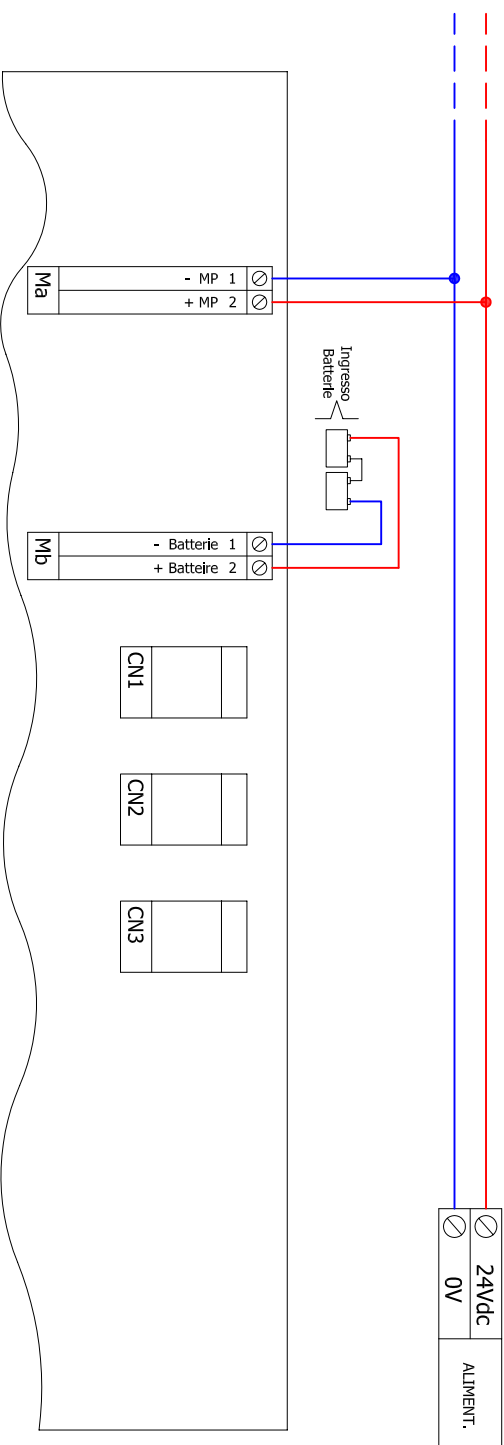 Ingresso
Batterie
- MP 1
+ MP 2
Ma
- Batterie 1
+ Batteire 2
Mb
CN1
CN2
CN3
24Vdc
0V
ALIMENT.